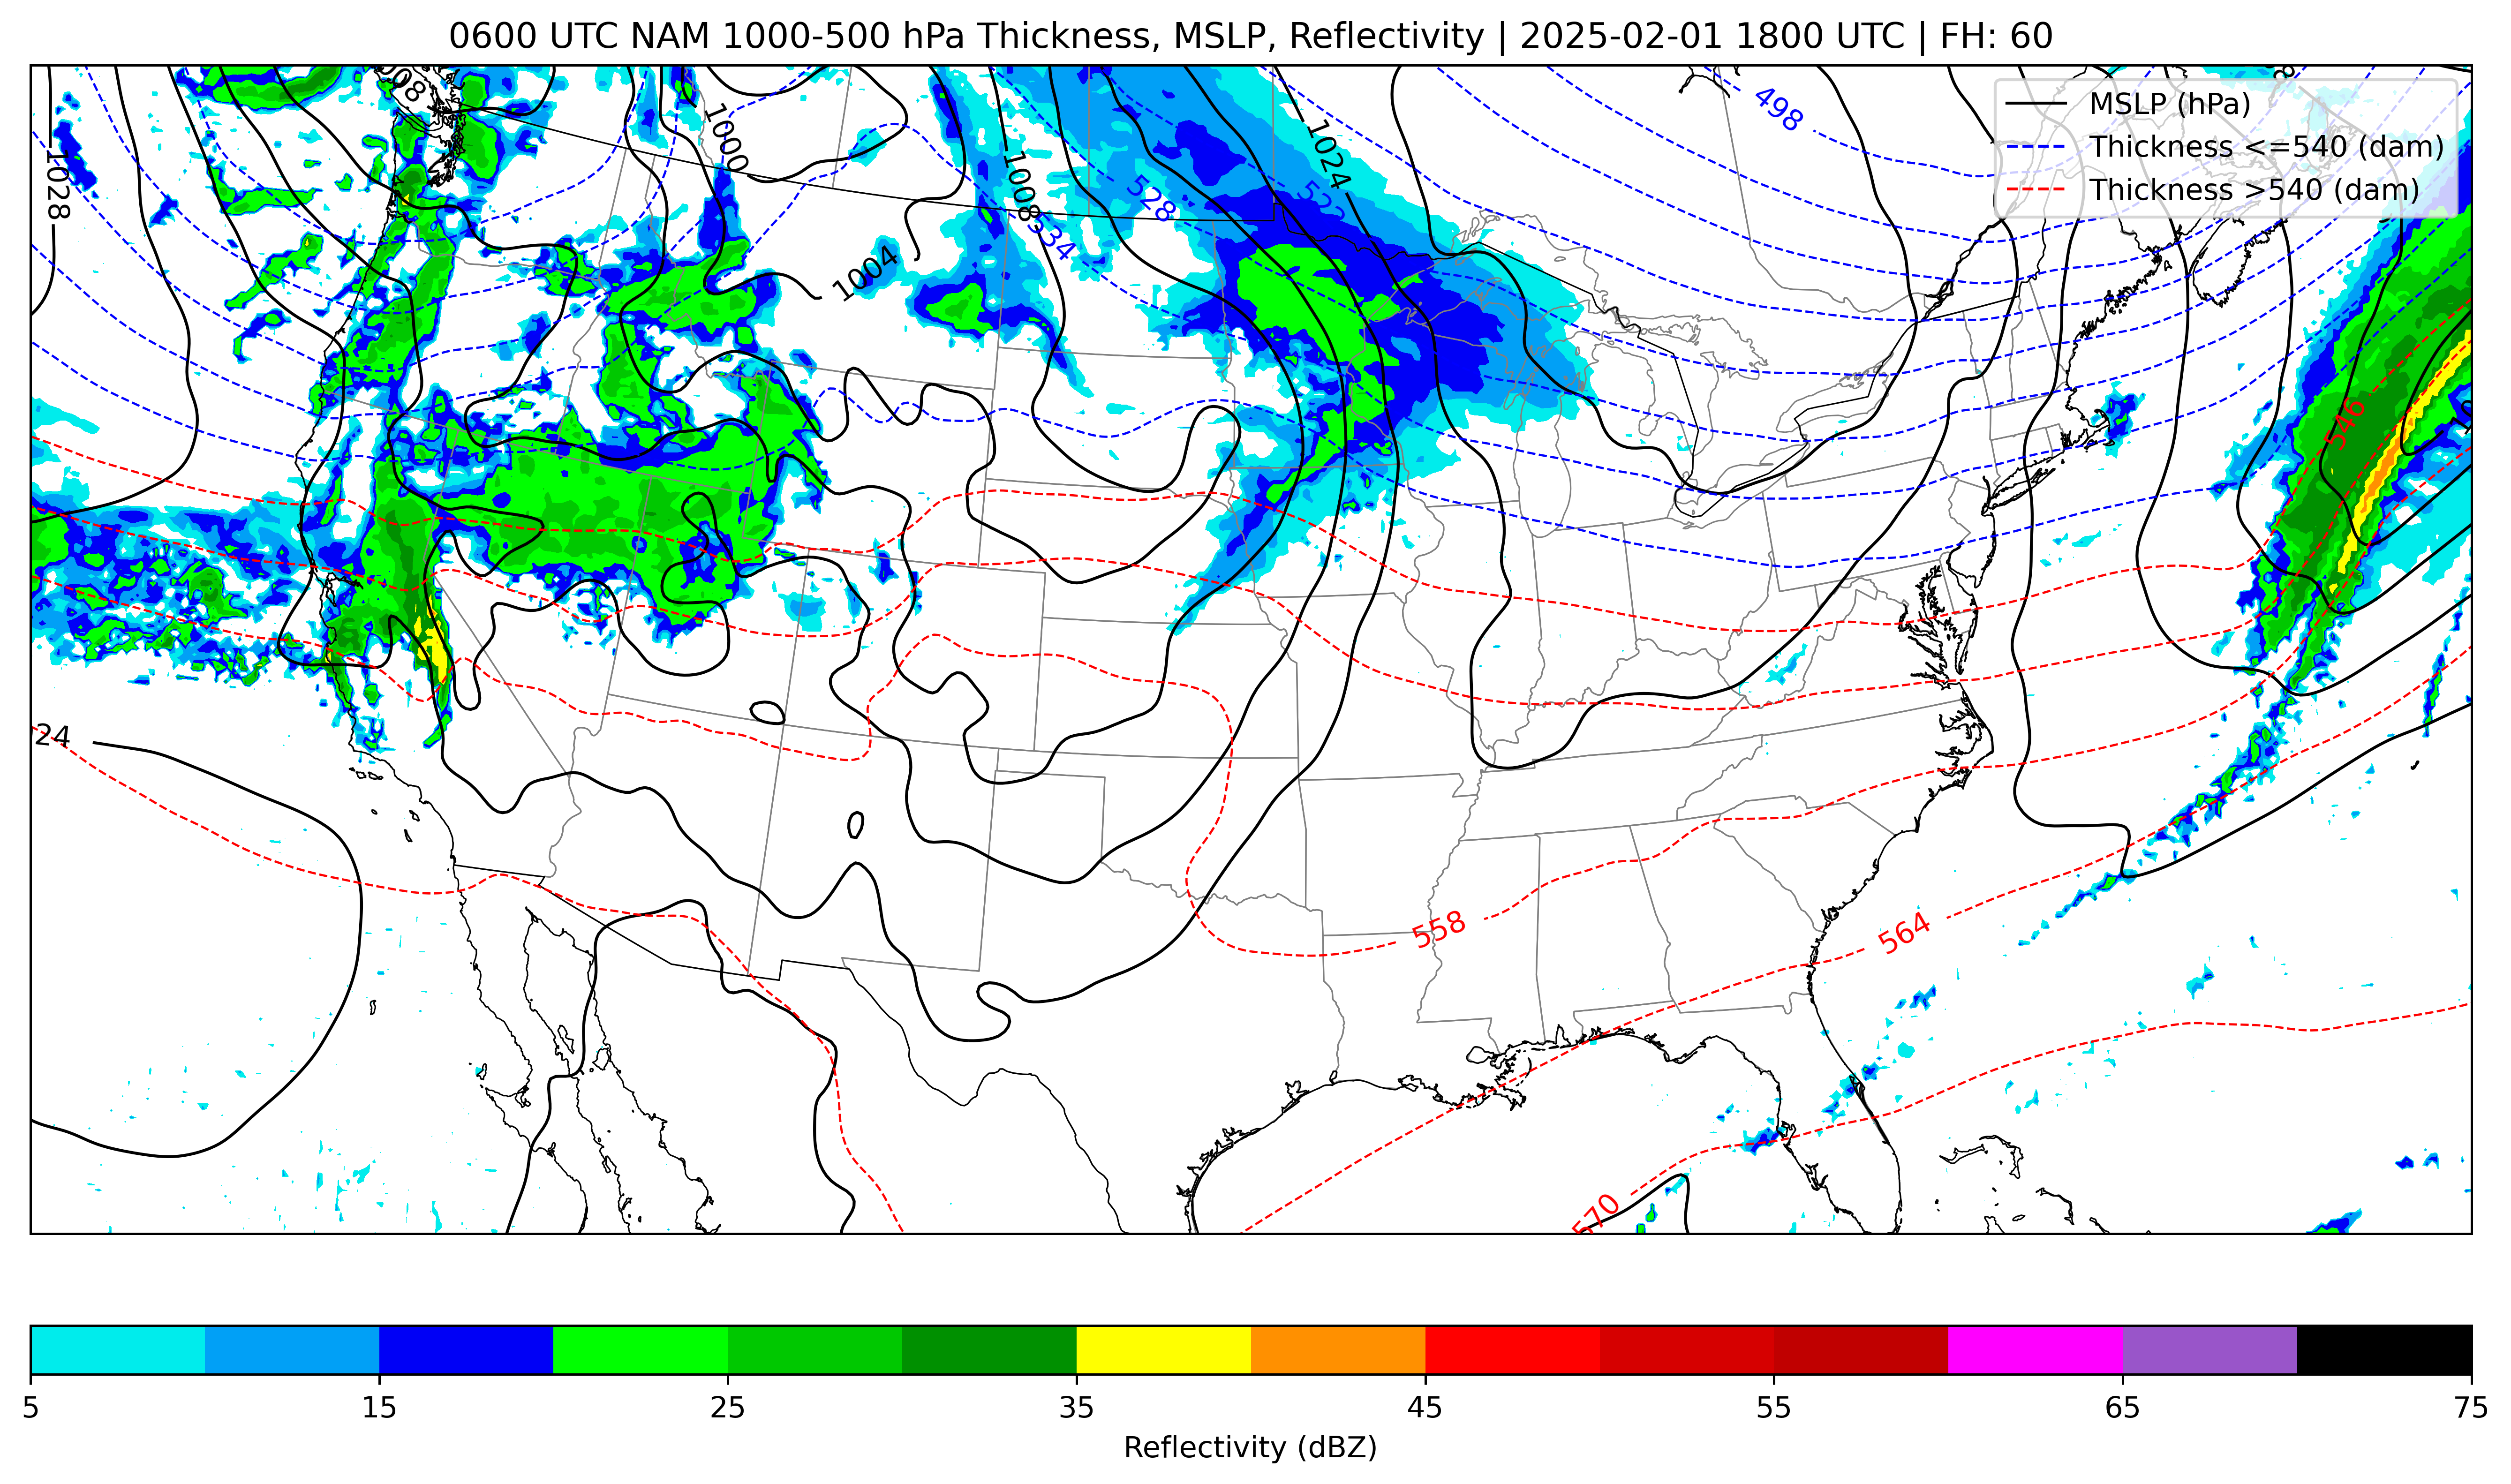 0600 UTC NAM 1000-500 hPa Thickness, MSLP, Reflectivity | 2025-02-01 1800 UTC | FH: 60
MSLP (hPa)
Thickness <=540 (dam)
Thickness >540 (dam)
498
1000
1024
1028
1008
528
522
534
1004
546
24
558
564
570
5 15 25 35 45 55 65 75
Reflectivity (dBZ)